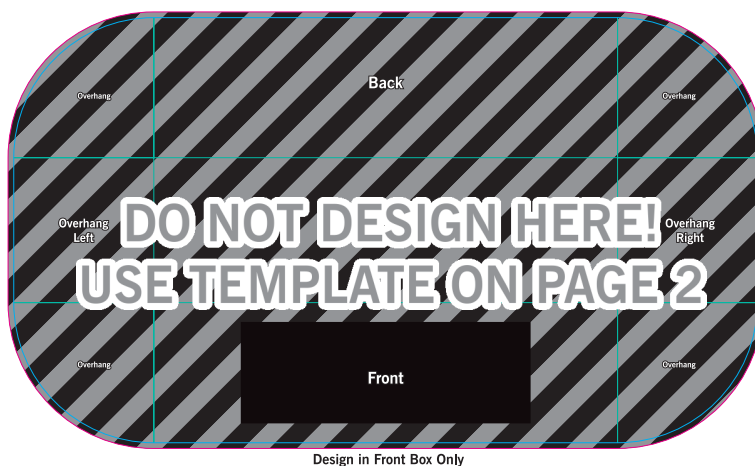 Back
Overhang
Overhang
Overhang
Left
DO NOT DESIGN HERE!
Overhang
Right
USE TEMPLATE ON PAGE 2
Overhang
Front
Overhang
Design in Front Box Only